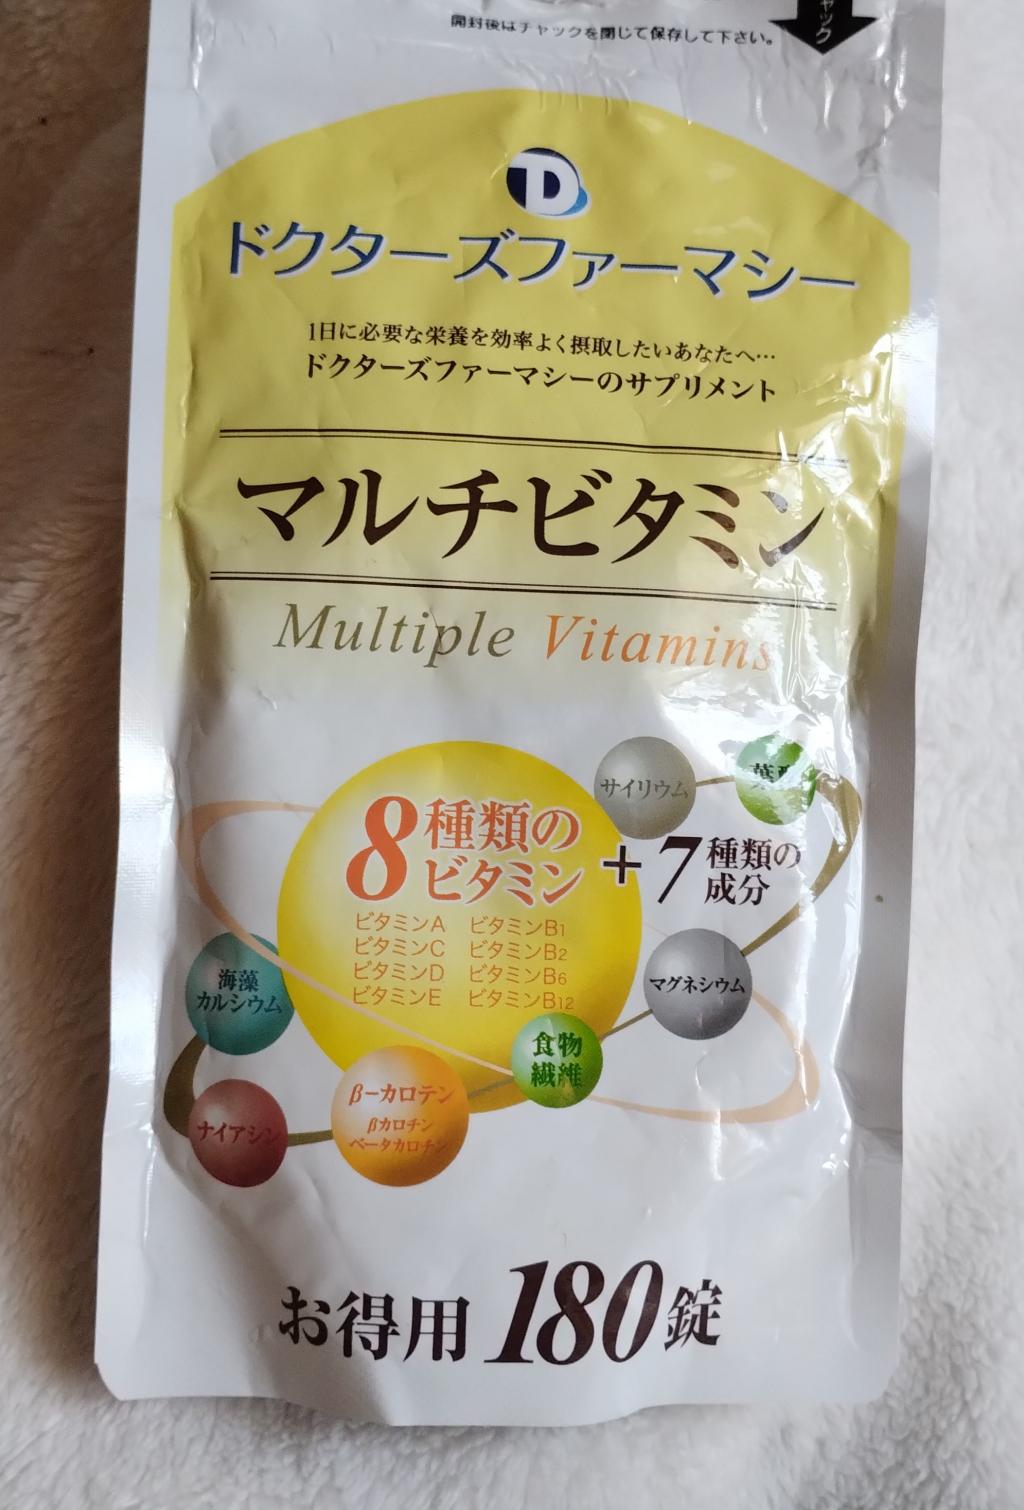 開封後はチャックを閉じて保存して下さい。
ャック
D
ドクターズファーマシー
1日に必要な栄養を効率よく摂取したいあなたへ…
ドクターズファーマシーのサプリメント
マルチビタミン
Multiple Vitamins
サイリウム
葉酸
8種類のビタミン
+7種類の成分
ビタミンA ビタミンB1
ビタミンC ビタミンB2
ビタミンD ビタミンB6
ビタミンE ビタミンB12
海藻
カルシウム
マグネシウム
食物
繊維
β-カロテン
βカロチン
ベータカロチン
ナイアシン
お得用180錠